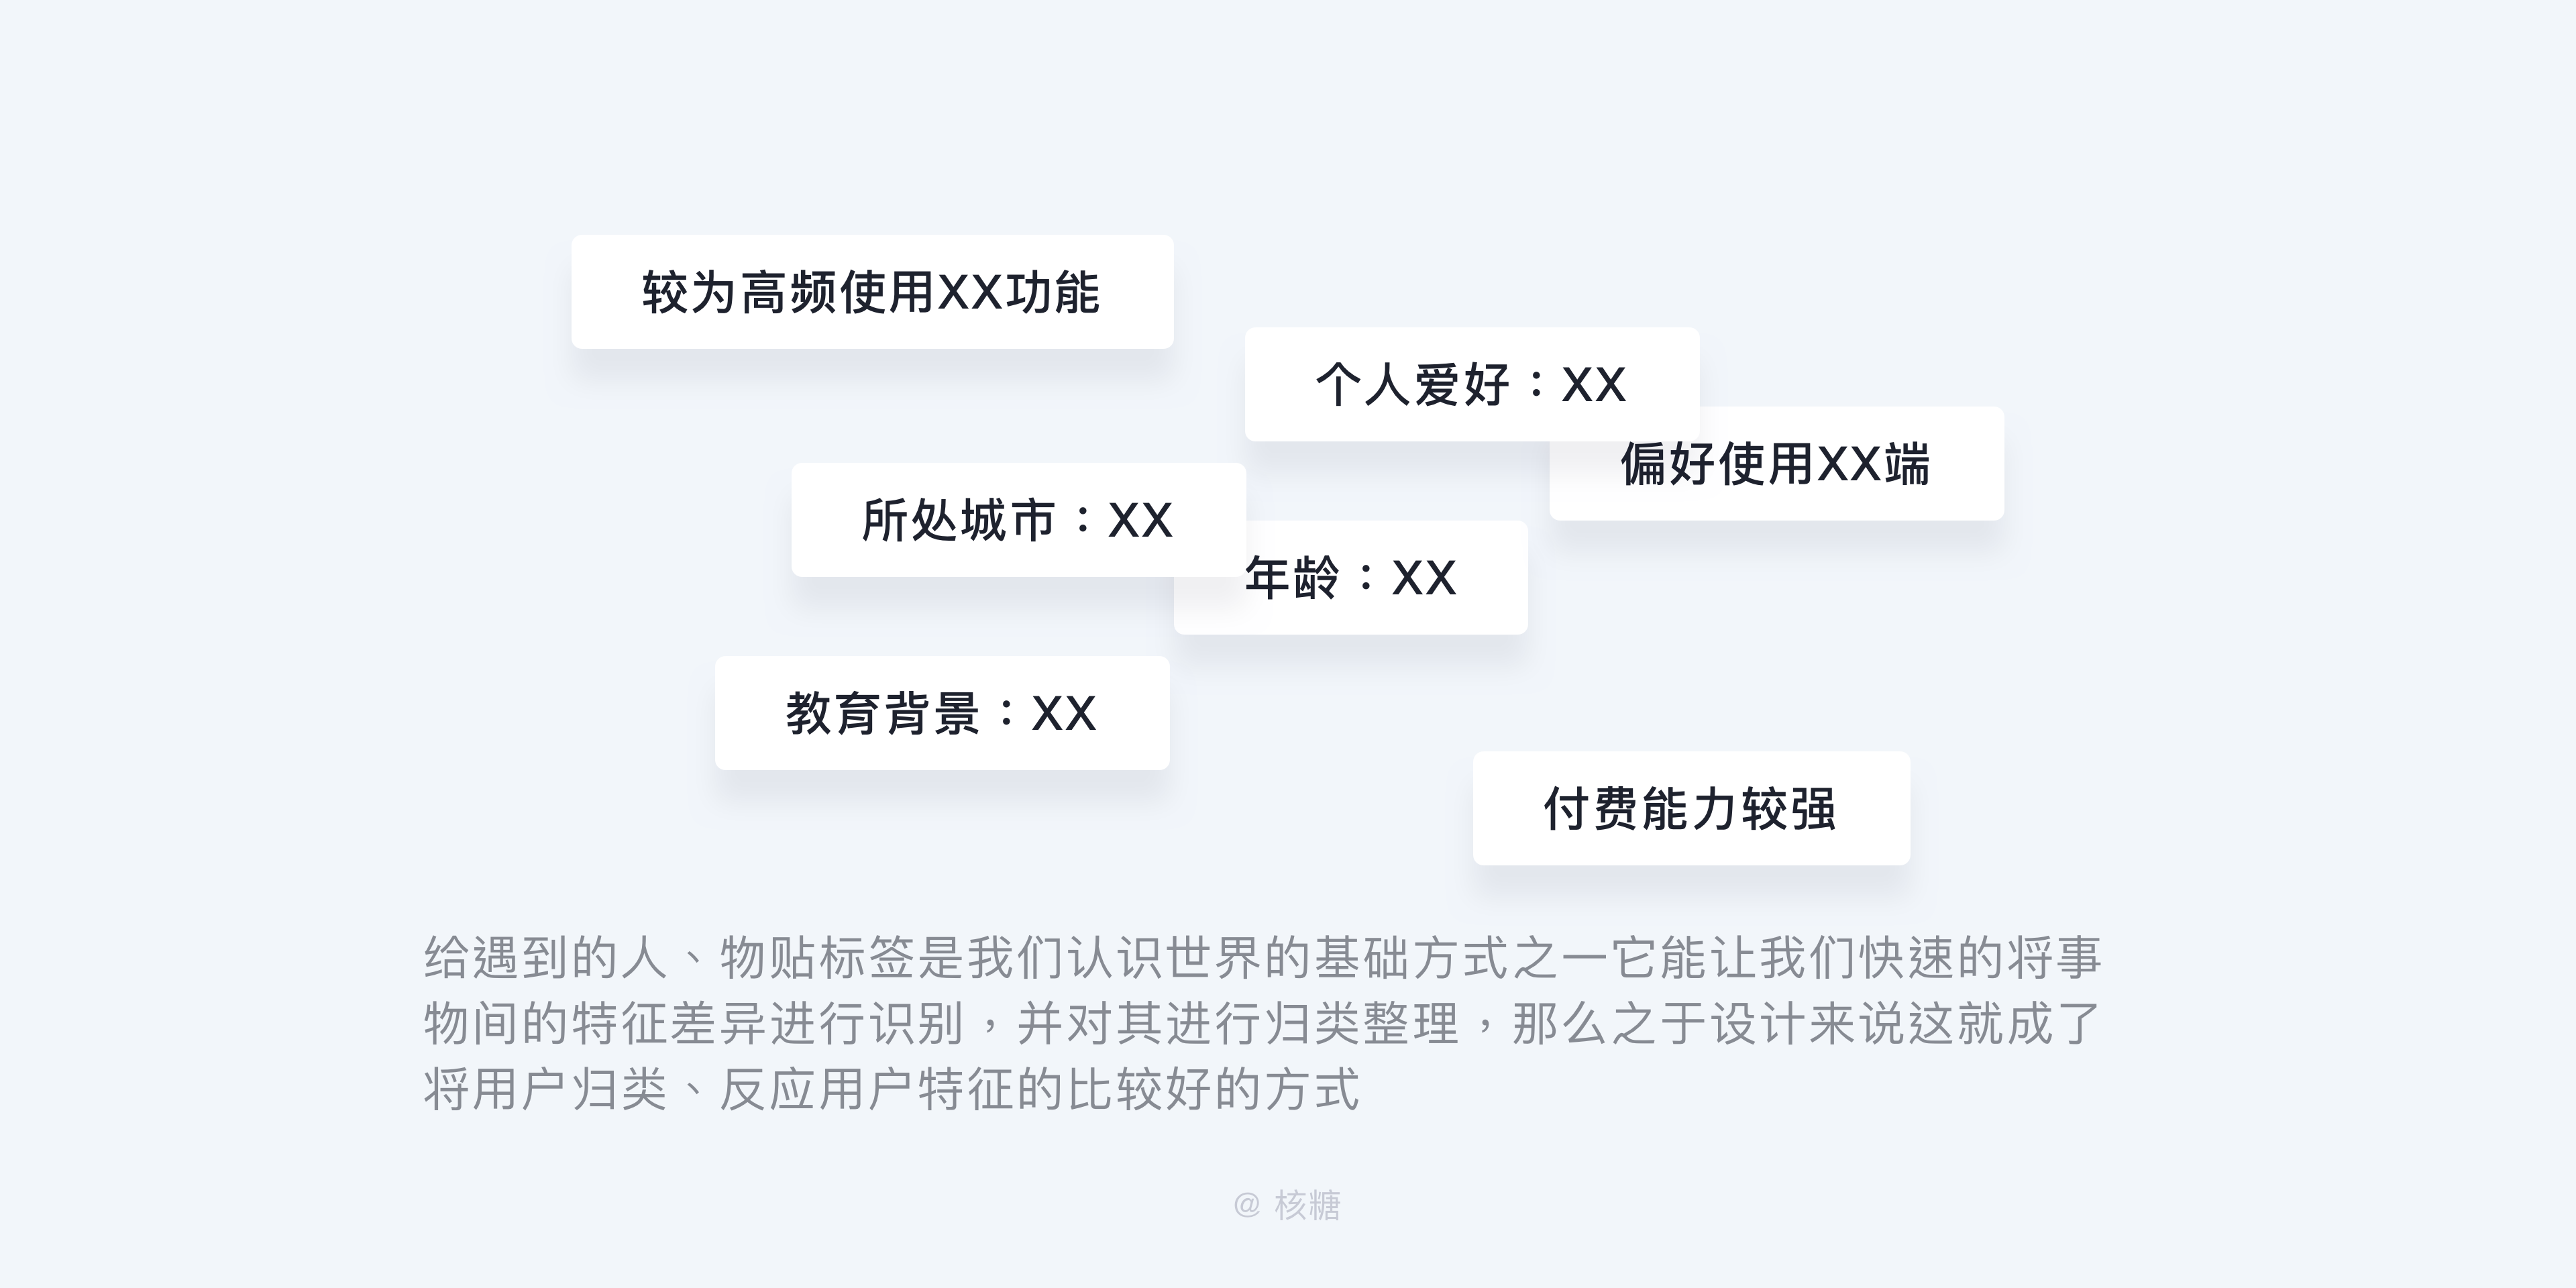 较为高频使用XX功能
个人爱好：XX
偏好使用XX端
所处城市：XX
年龄：XX
教育背景：XX
付费能力较强
给遇到的人、物贴标签是我们认识世界的基础方式之一它能让我们快速的将事
物间的特征差异进行识别，并对其进行归类整理，那么之于设计来说这就成了
将用户归类、反应用户特征的比较好的方式
@ 核糖